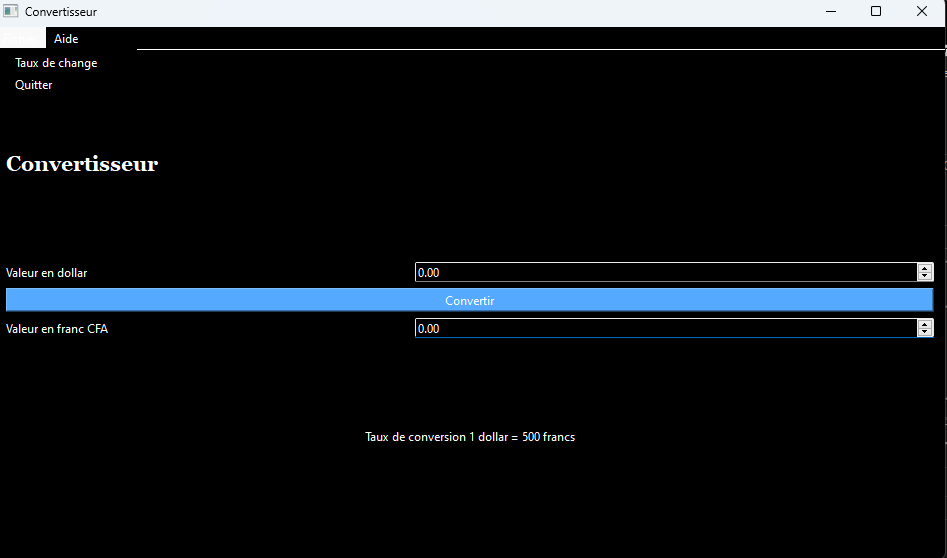 Convertisseur
Aide
Taux de change
Quitter
Convertisseur
Valeur en dollar
0.00
Convertir
Valeur en franc CFA
0.00
Taux de conversion 1 dollar = 500 francs